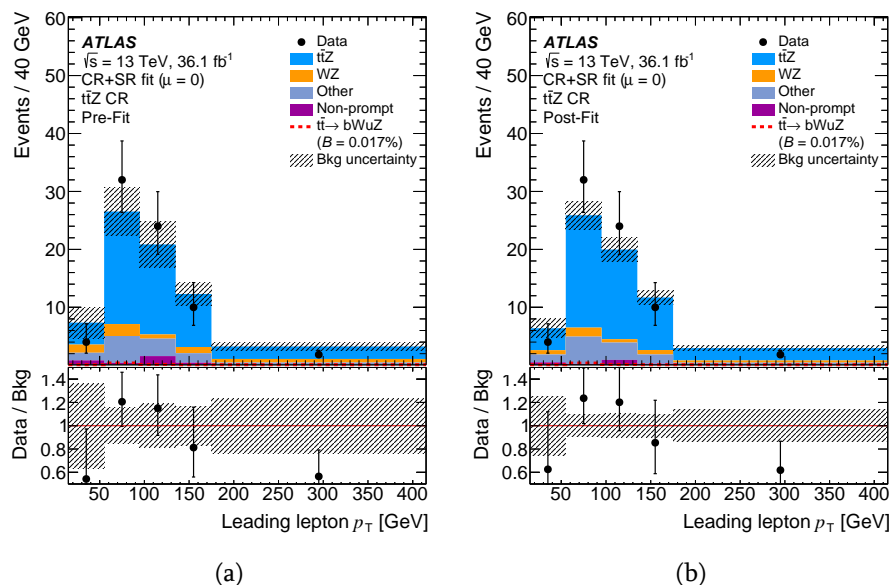 Events / 40 GeV
60
50
40
30
20
10
ATLAS
√s = 13 TeV, 36.1 fb⁻¹
CR+SR fit (μ = 0)
tt̄Z CR
Pre-Fit
Data
tt̄Z
WZ
Other
Non-prompt
tt̄→ bWuZ
(B = 0.017%)
Bkg uncertainty
Data / Bkg
1.4
1.2
1
0.8
0.6
50 100 150 200 250 300 350 400
Leading lepton p_T [GeV]
(a)
Events / 40 GeV
60
50
40
30
20
10
ATLAS
√s = 13 TeV, 36.1 fb⁻¹
CR+SR fit (μ = 0)
tt̄Z CR
Post-Fit
Data
tt̄Z
WZ
Other
Non-prompt
tt̄→ bWuZ
(B = 0.017%)
Bkg uncertainty
Data / Bkg
1.4
1.2
1
0.8
0.6
50 100 150 200 250 300 350 400
Leading lepton p_T [GeV]
(b)